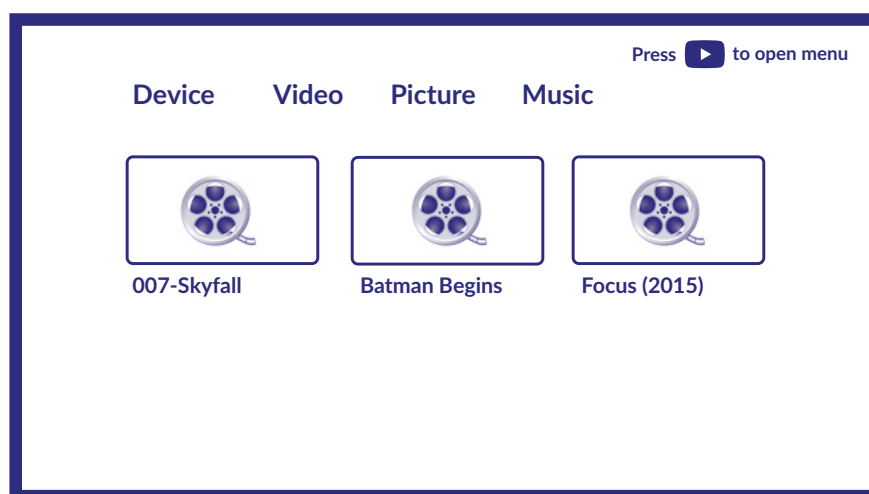 Press to open menu
Device Video Picture Music
007-Skyfall Batman Begins Focus (2015)